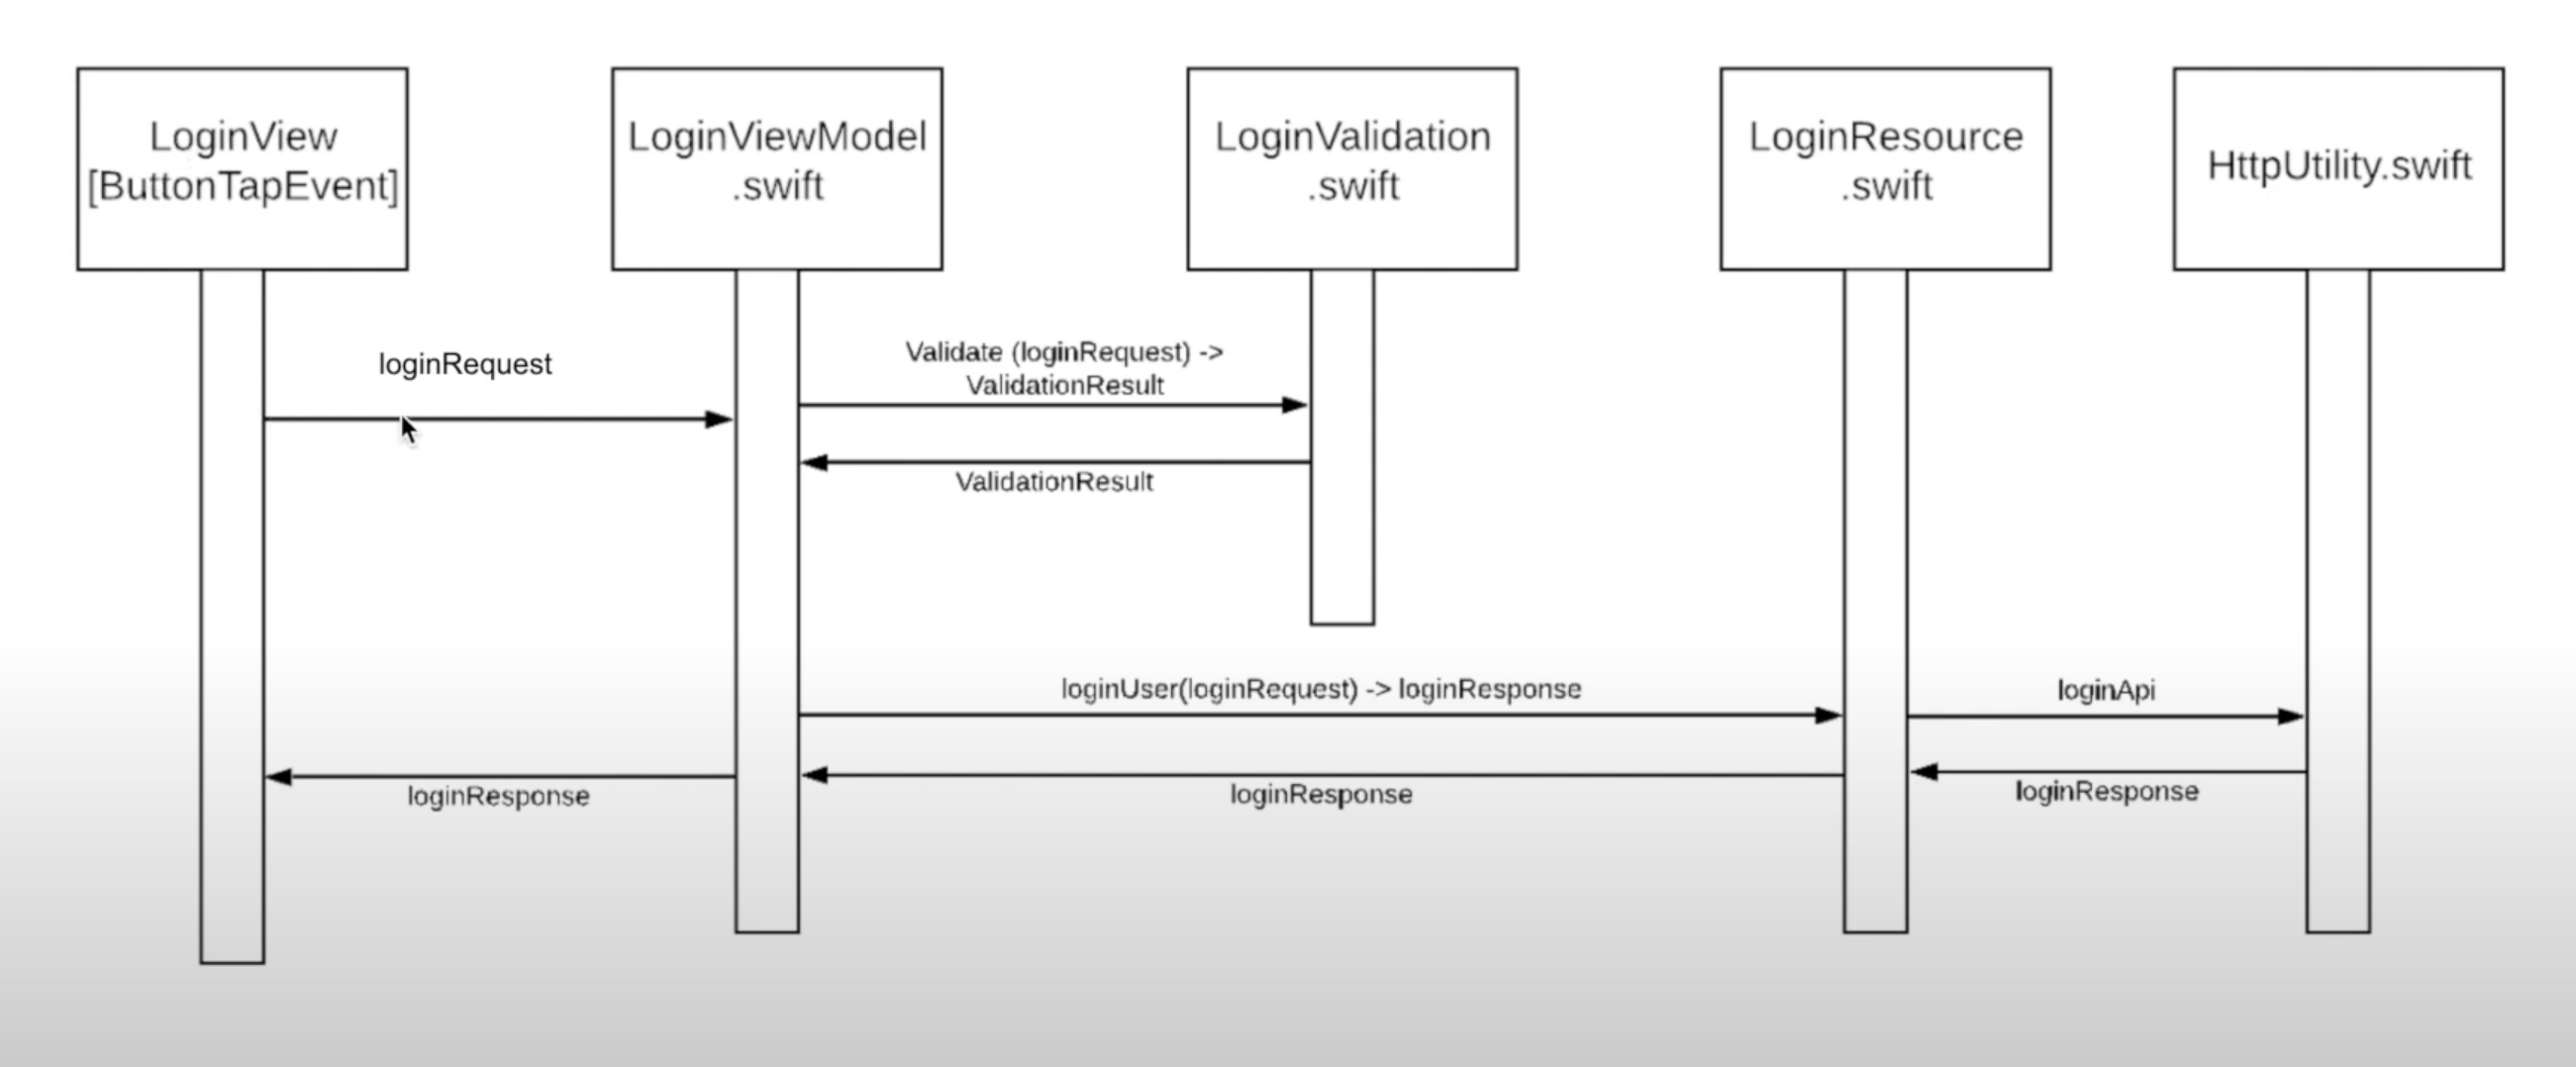 LoginView
[ButtonTapEvent]
LoginViewModel
.swift
LoginValidation
.swift
LoginResource
.swift
HttpUtility.swift
loginRequest
Validate (loginRequest) ->
ValidationResult
ValidationResult
loginUser(loginRequest) -> loginResponse
loginApi
loginResponse
loginResponse
loginResponse